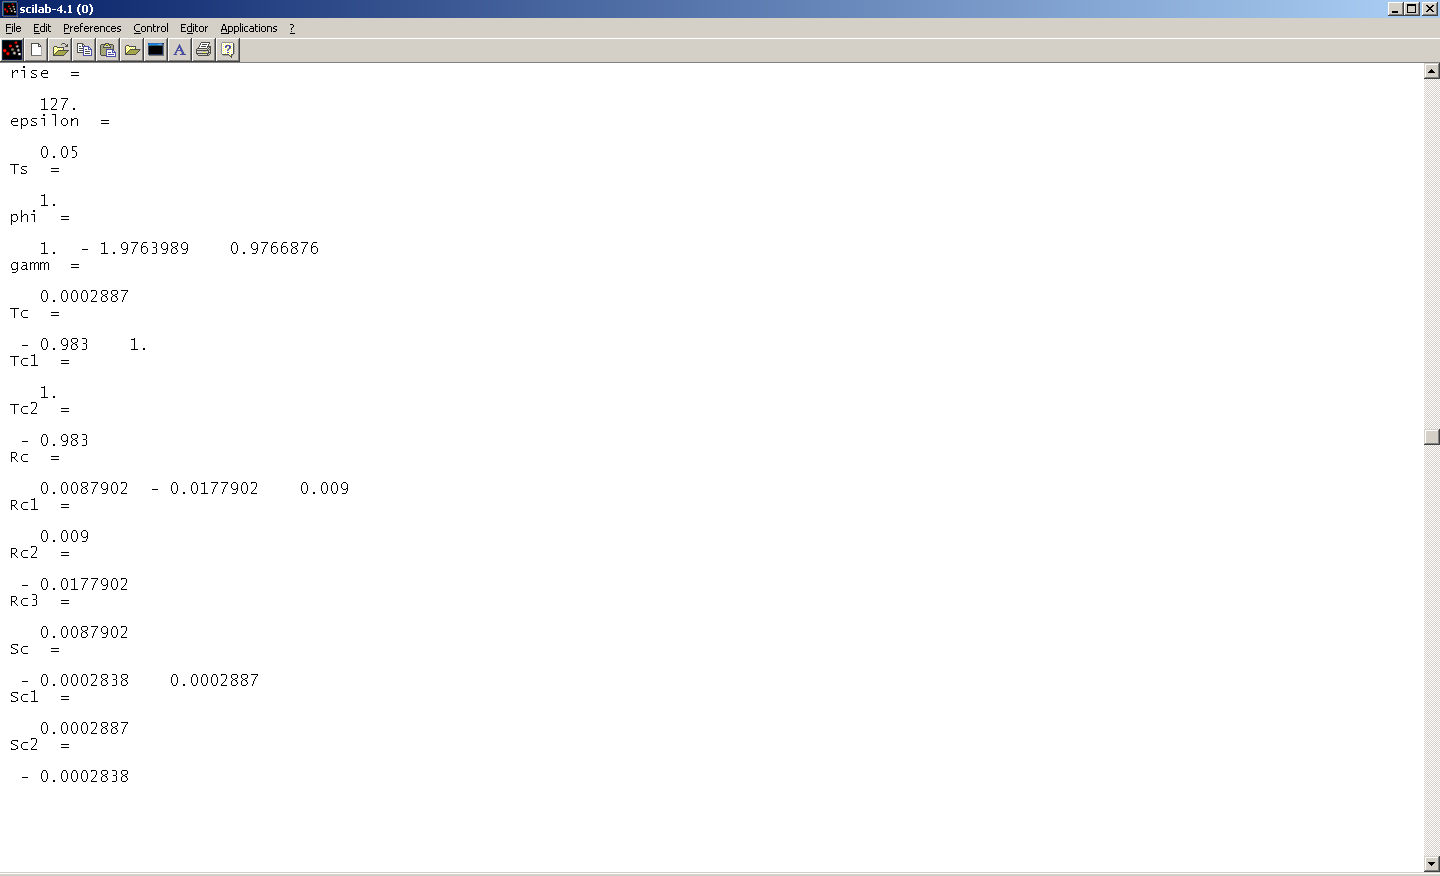 scilab-4.1 (0)
File Edit Preferences Control Editor Applications ?
rise =
127.
epsilon =
0.05
Ts =
1.
phi =
1. - 1.9763989 0.9766876
gamm =
0.0002887
Tc =
- 0.983 1.
Tc1 =
1.
Tc2 =
- 0.983
Rc =
0.0087902 - 0.0177902 0.009
Rc1 =
0.009
Rc2 =
- 0.0177902
Rc3 =
0.0087902
Sc =
- 0.0002838 0.0002887
Sc1 =
0.0002887
Sc2 =
- 0.0002838